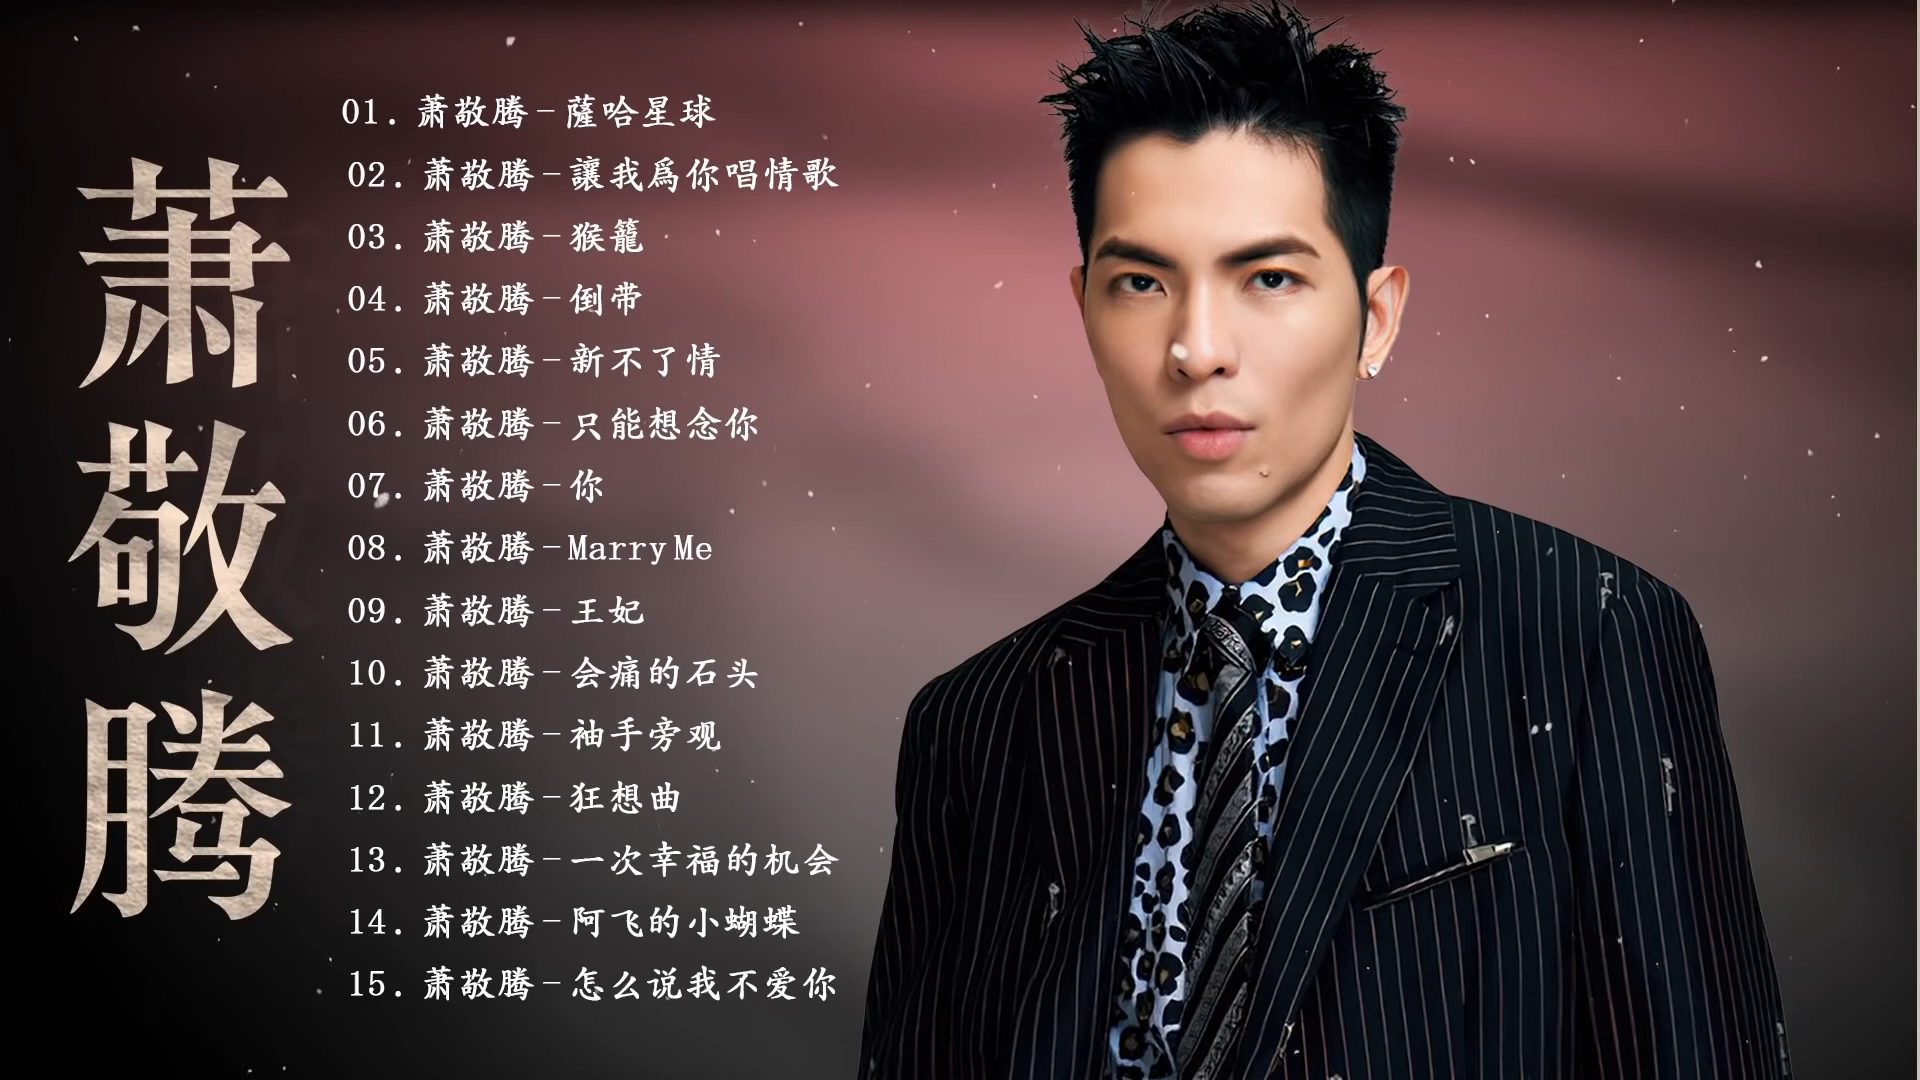 萧敬腾
01. 萧敬腾 – 薩哈星球
02. 萧敬腾 – 讓我爲你唱情歌
03. 萧敬腾 – 猴籠
04. 萧敬腾 – 倒带
05. 萧敬腾 – 新不了情
06. 萧敬腾 – 只能想念你
07. 萧敬腾 – 你
08. 萧敬腾 – Marry Me
09. 萧敬腾 – 王妃
10. 萧敬腾 – 会痛的石头
11. 萧敬腾 – 袖手旁观
12. 萧敬腾 – 狂想曲
13. 萧敬腾 – 一次幸福的机会
14. 萧敬腾 – 阿飞的小蝴蝶
15. 萧敬腾 – 怎么说我不爱你